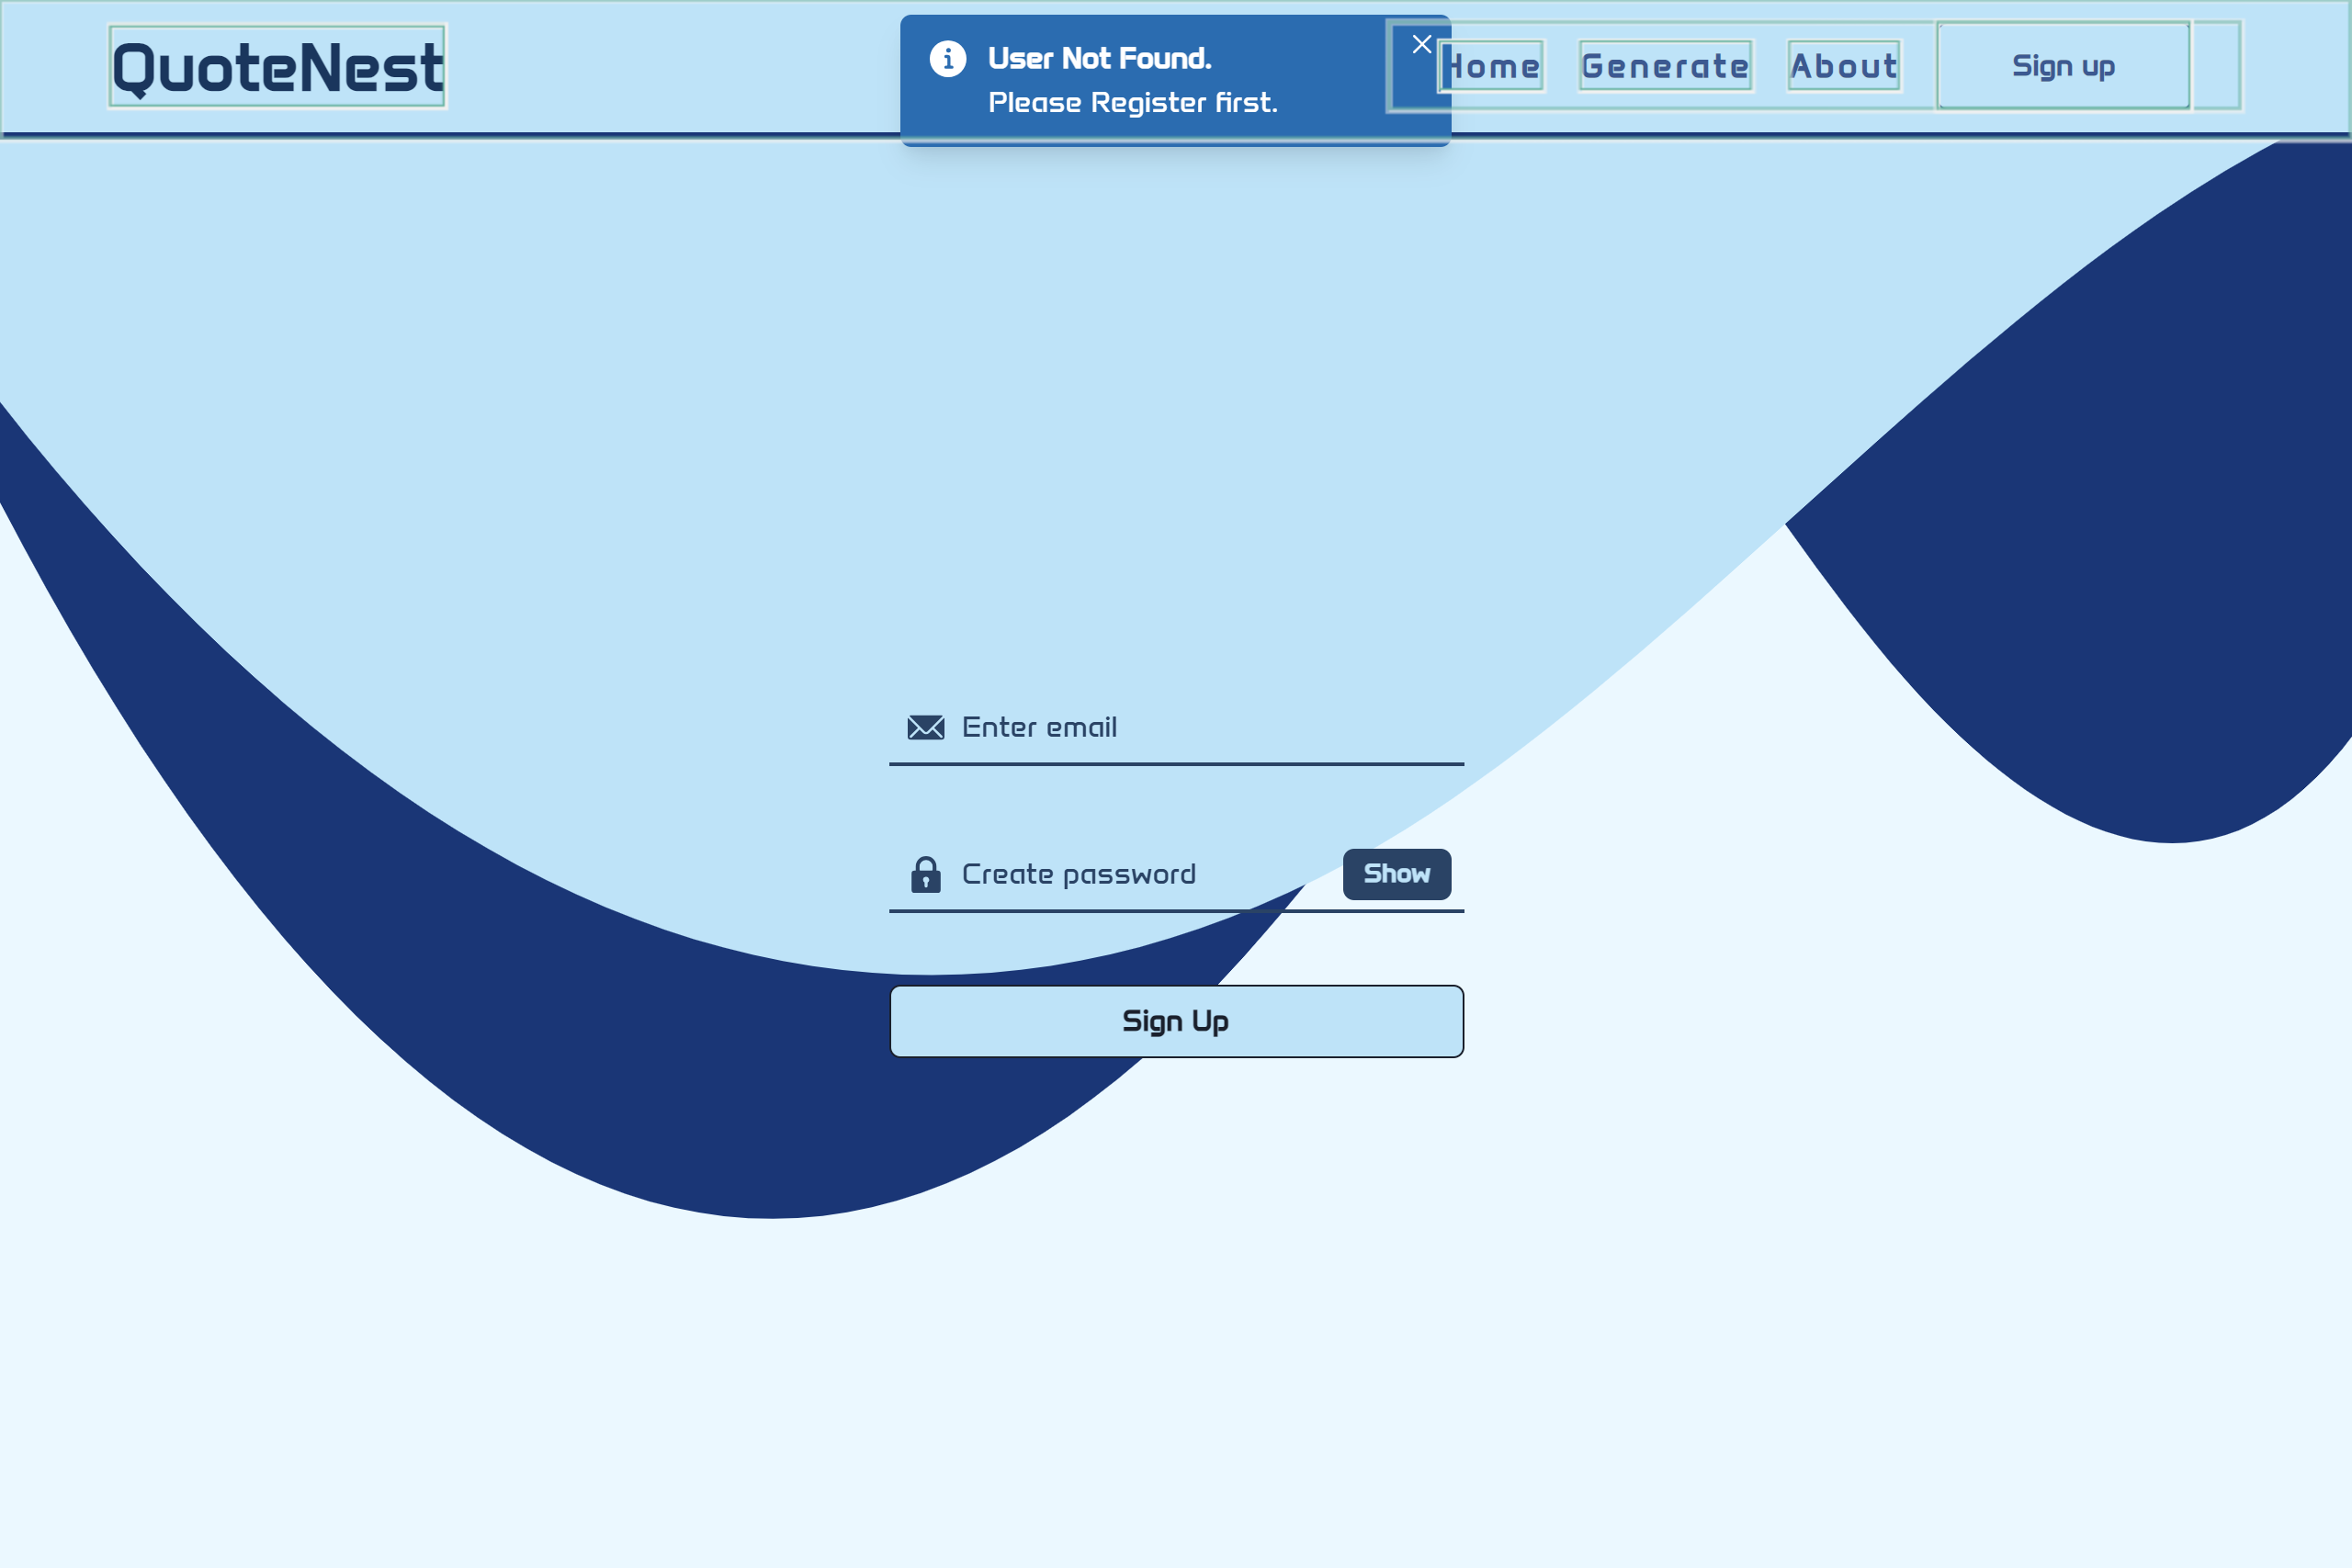 QuoteNest
User Not Found.
Please Register first.
Home
Generate
About
Sign up
Enter email
Create password
Show
Sign Up